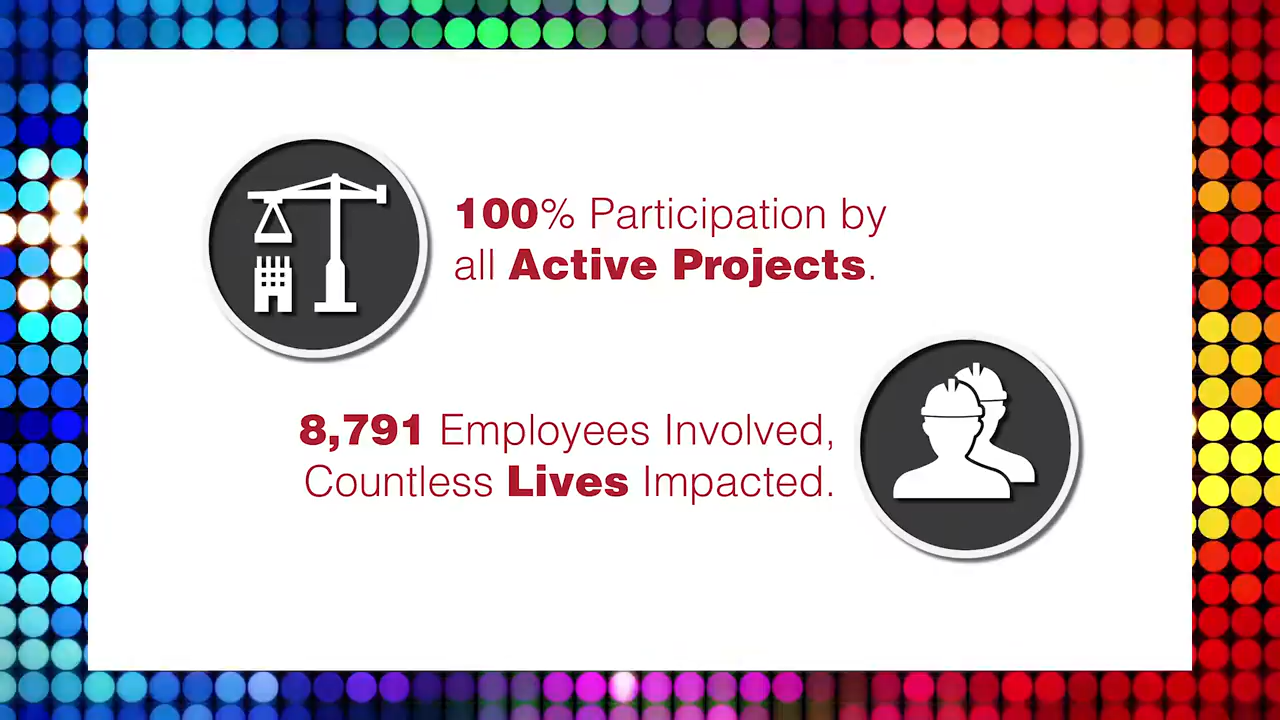 100% Participation by
all Active Projects.
8,791 Employees Involved,
Countless Lives Impacted.